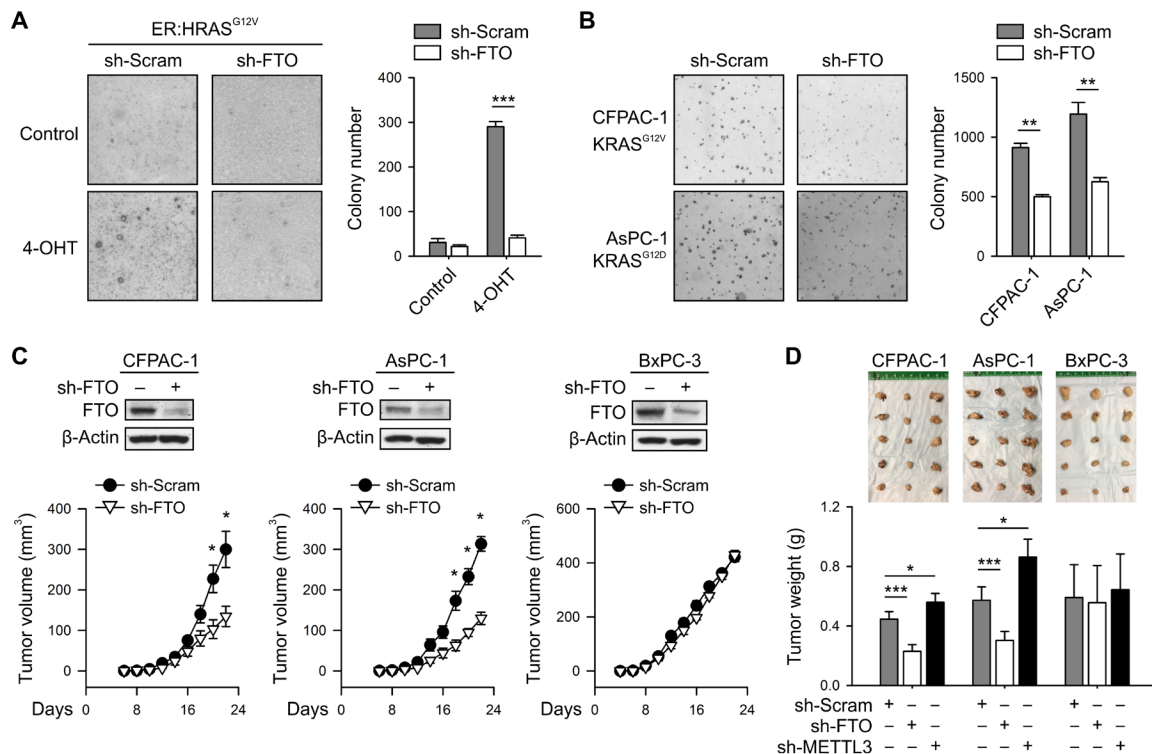 A
ER:HRAS^G12V
sh-Scram sh-FTO
Control
4-OHT
sh-Scram
sh-FTO
Colony number
400
300
200
100
0
***
Control 4-OHT
B
sh-Scram sh-FTO
CFPAC-1
KRAS^G12V
AsPC-1
KRAS^G12D
sh-Scram
sh-FTO
Colony number
1500
1000
500
0
** **
CFPAC-1 AsPC-1
C
CFPAC-1
sh-FTO – +
FTO
β-Actin
sh-Scram
sh-FTO
Tumor volume (mm³)
400
300
200
100
0
* *
Days 0 8 16 24
AsPC-1
sh-FTO – +
FTO
β-Actin
sh-Scram
sh-FTO
Tumor volume (mm³)
400
300
200
100
0
* * *
Days 0 8 16 24
BxPC-3
sh-FTO – +
FTO
β-Actin
sh-Scram
sh-FTO
Tumor volume (mm³)
600
400
200
0
Days 0 8 16 24
D
CFPAC-1 AsPC-1 BxPC-3
Tumor weight (g)
1.2
0.8
0.4
0.0
*** * *** *
sh-Scram + – – + – – + – –
sh-FTO – + – – + – – + –
sh-METTL3 – – + – – + – – +